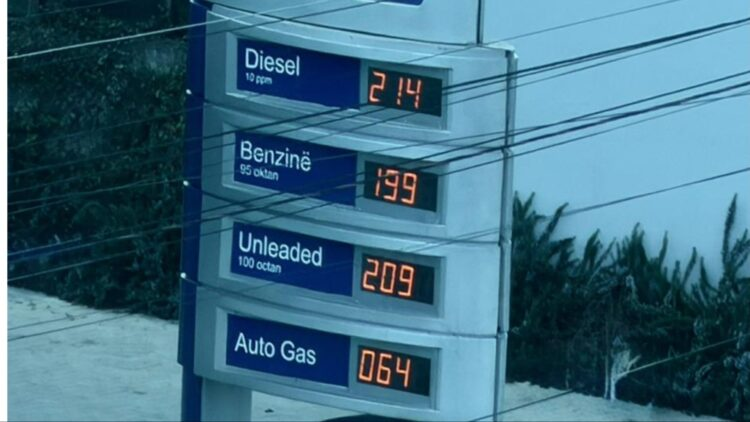 Diesel
10 ppm
214
Benzinë
95 oktan
199
Unleaded
100 octan
209
Auto Gas
064